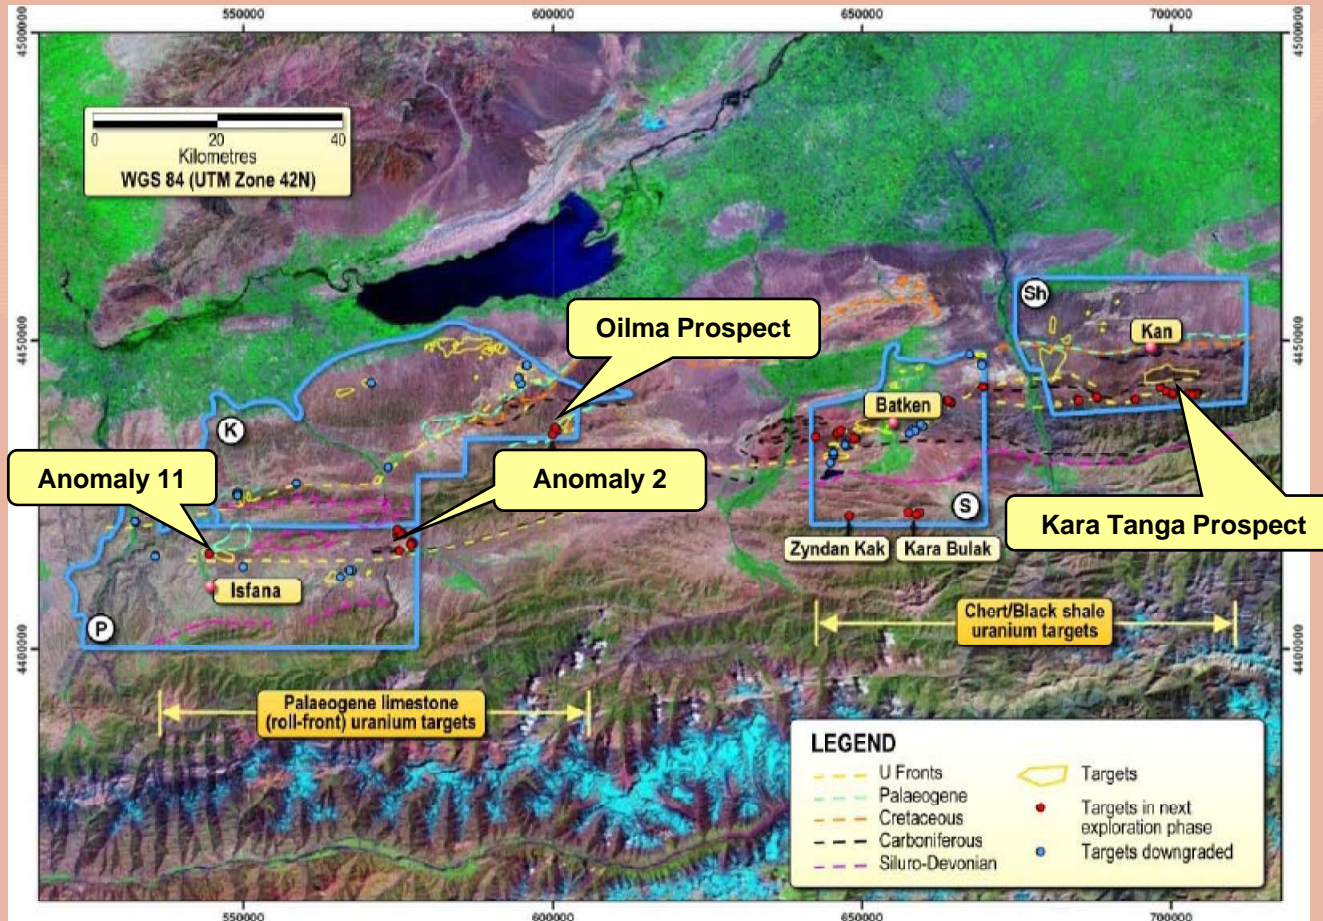 550000
600000
650000
700000
4500000
4500000
0
20
40
Kilometres
WGS 84 (UTM Zone 42N)
Sh
Oilma Prospect
Kan
4450000
4450000
Batken
K
Anomaly 11
Anomaly 2
S
Kara Tanga Prospect
Zyndan Kak
Kara Bulak
Isfana
P
Chert/Black shale
uranium targets
4400000
4400000
Palaeogene limestone
(roll-front) uranium targets
LEGEND
U Fronts
Palaeogene
Cretaceous
Carboniferous
Siluro-Devonian
Targets
Targets in next
exploration phase
Targets downgraded
550000
600000
650000
700000